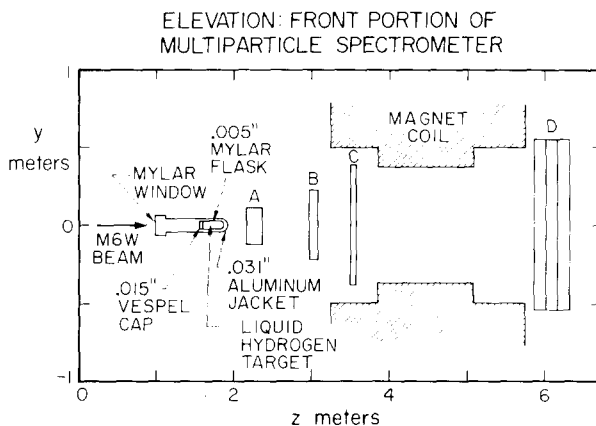 ELEVATION: FRONT PORTION OF
MULTIPARTICLE SPECTROMETER
1
y
meters
0
-1
MAGNET
COIL
D
.005"
MYLAR
FLASK
MYLAR
WINDOW
A
B
C
M6W
BEAM
.015"
VESPEL
CAP
.031"
ALUMINUM
JACKET
LIQUID
HYDROGEN
TARGET
0
2
4
6
z meters